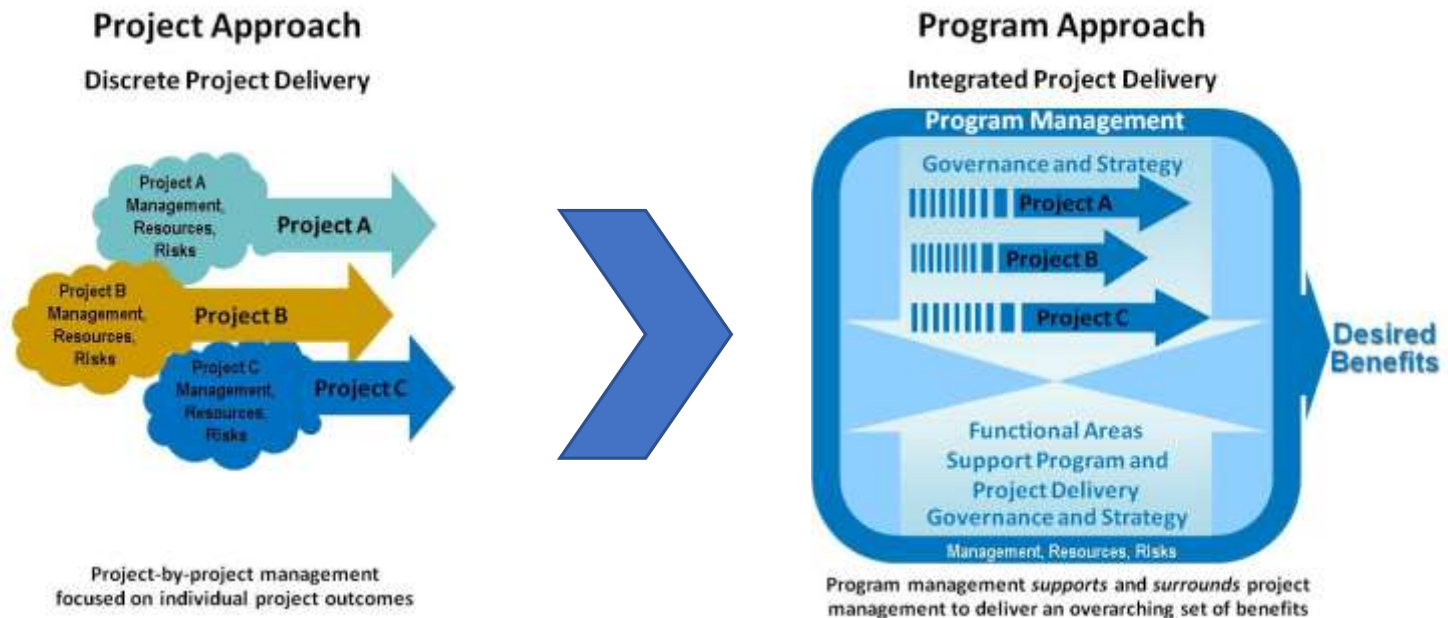 Project Approach
Discrete Project Delivery
Project A
Management,
Resources,
Risks
Project A
Project B
Management,
Resources,
Risks
Project B
Project C
Management,
Resources,
Risks
Project C
Project-by-project management
focused on individual project outcomes
Program Approach
Integrated Project Delivery
Program Management
Governance and Strategy
Project A
Project B
Project C
Functional Areas
Support Program and
Project Delivery
Governance and Strategy
Management, Resources, Risks
Desired
Benefits
Program management supports and surrounds project
management to deliver an overarching set of benefits